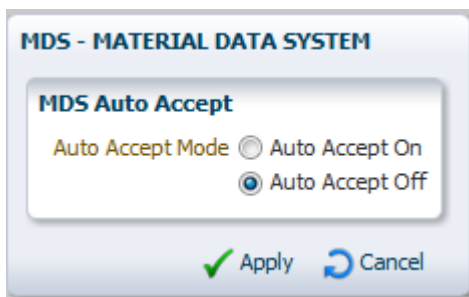 MDS - MATERIAL DATA SYSTEM
MDS Auto Accept
Auto Accept Mode Auto Accept On
Auto Accept Off
Apply Cancel